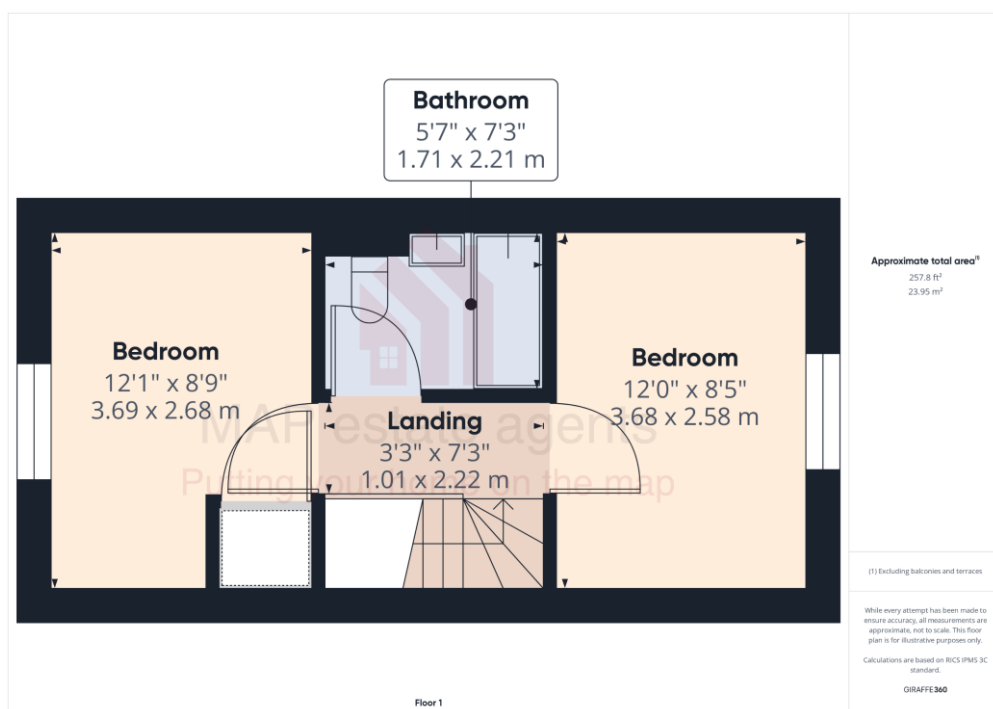 Bathroom
5'7" x 7'3"
1.71 x 2.21 m
Bedroom
12'1" x 8'9"
3.69 x 2.68 m
Landing
3'3" x 7'3"
1.01 x 2.22 m
Bedroom
12'0" x 8'5"
3.68 x 2.58 m
MAP estate agents
Putting your home on the map
Floor 1
Approximate total area(1)
257.8 ft²
23.95 m²
(1) Excluding balconies and terraces
While every attempt has been made to
ensure accuracy, all measurements are
approximate, not to scale. This floor
plan is for illustrative purposes only.
Calculations are based on RICS IPMS 3C
standard.
GIRAFFE360